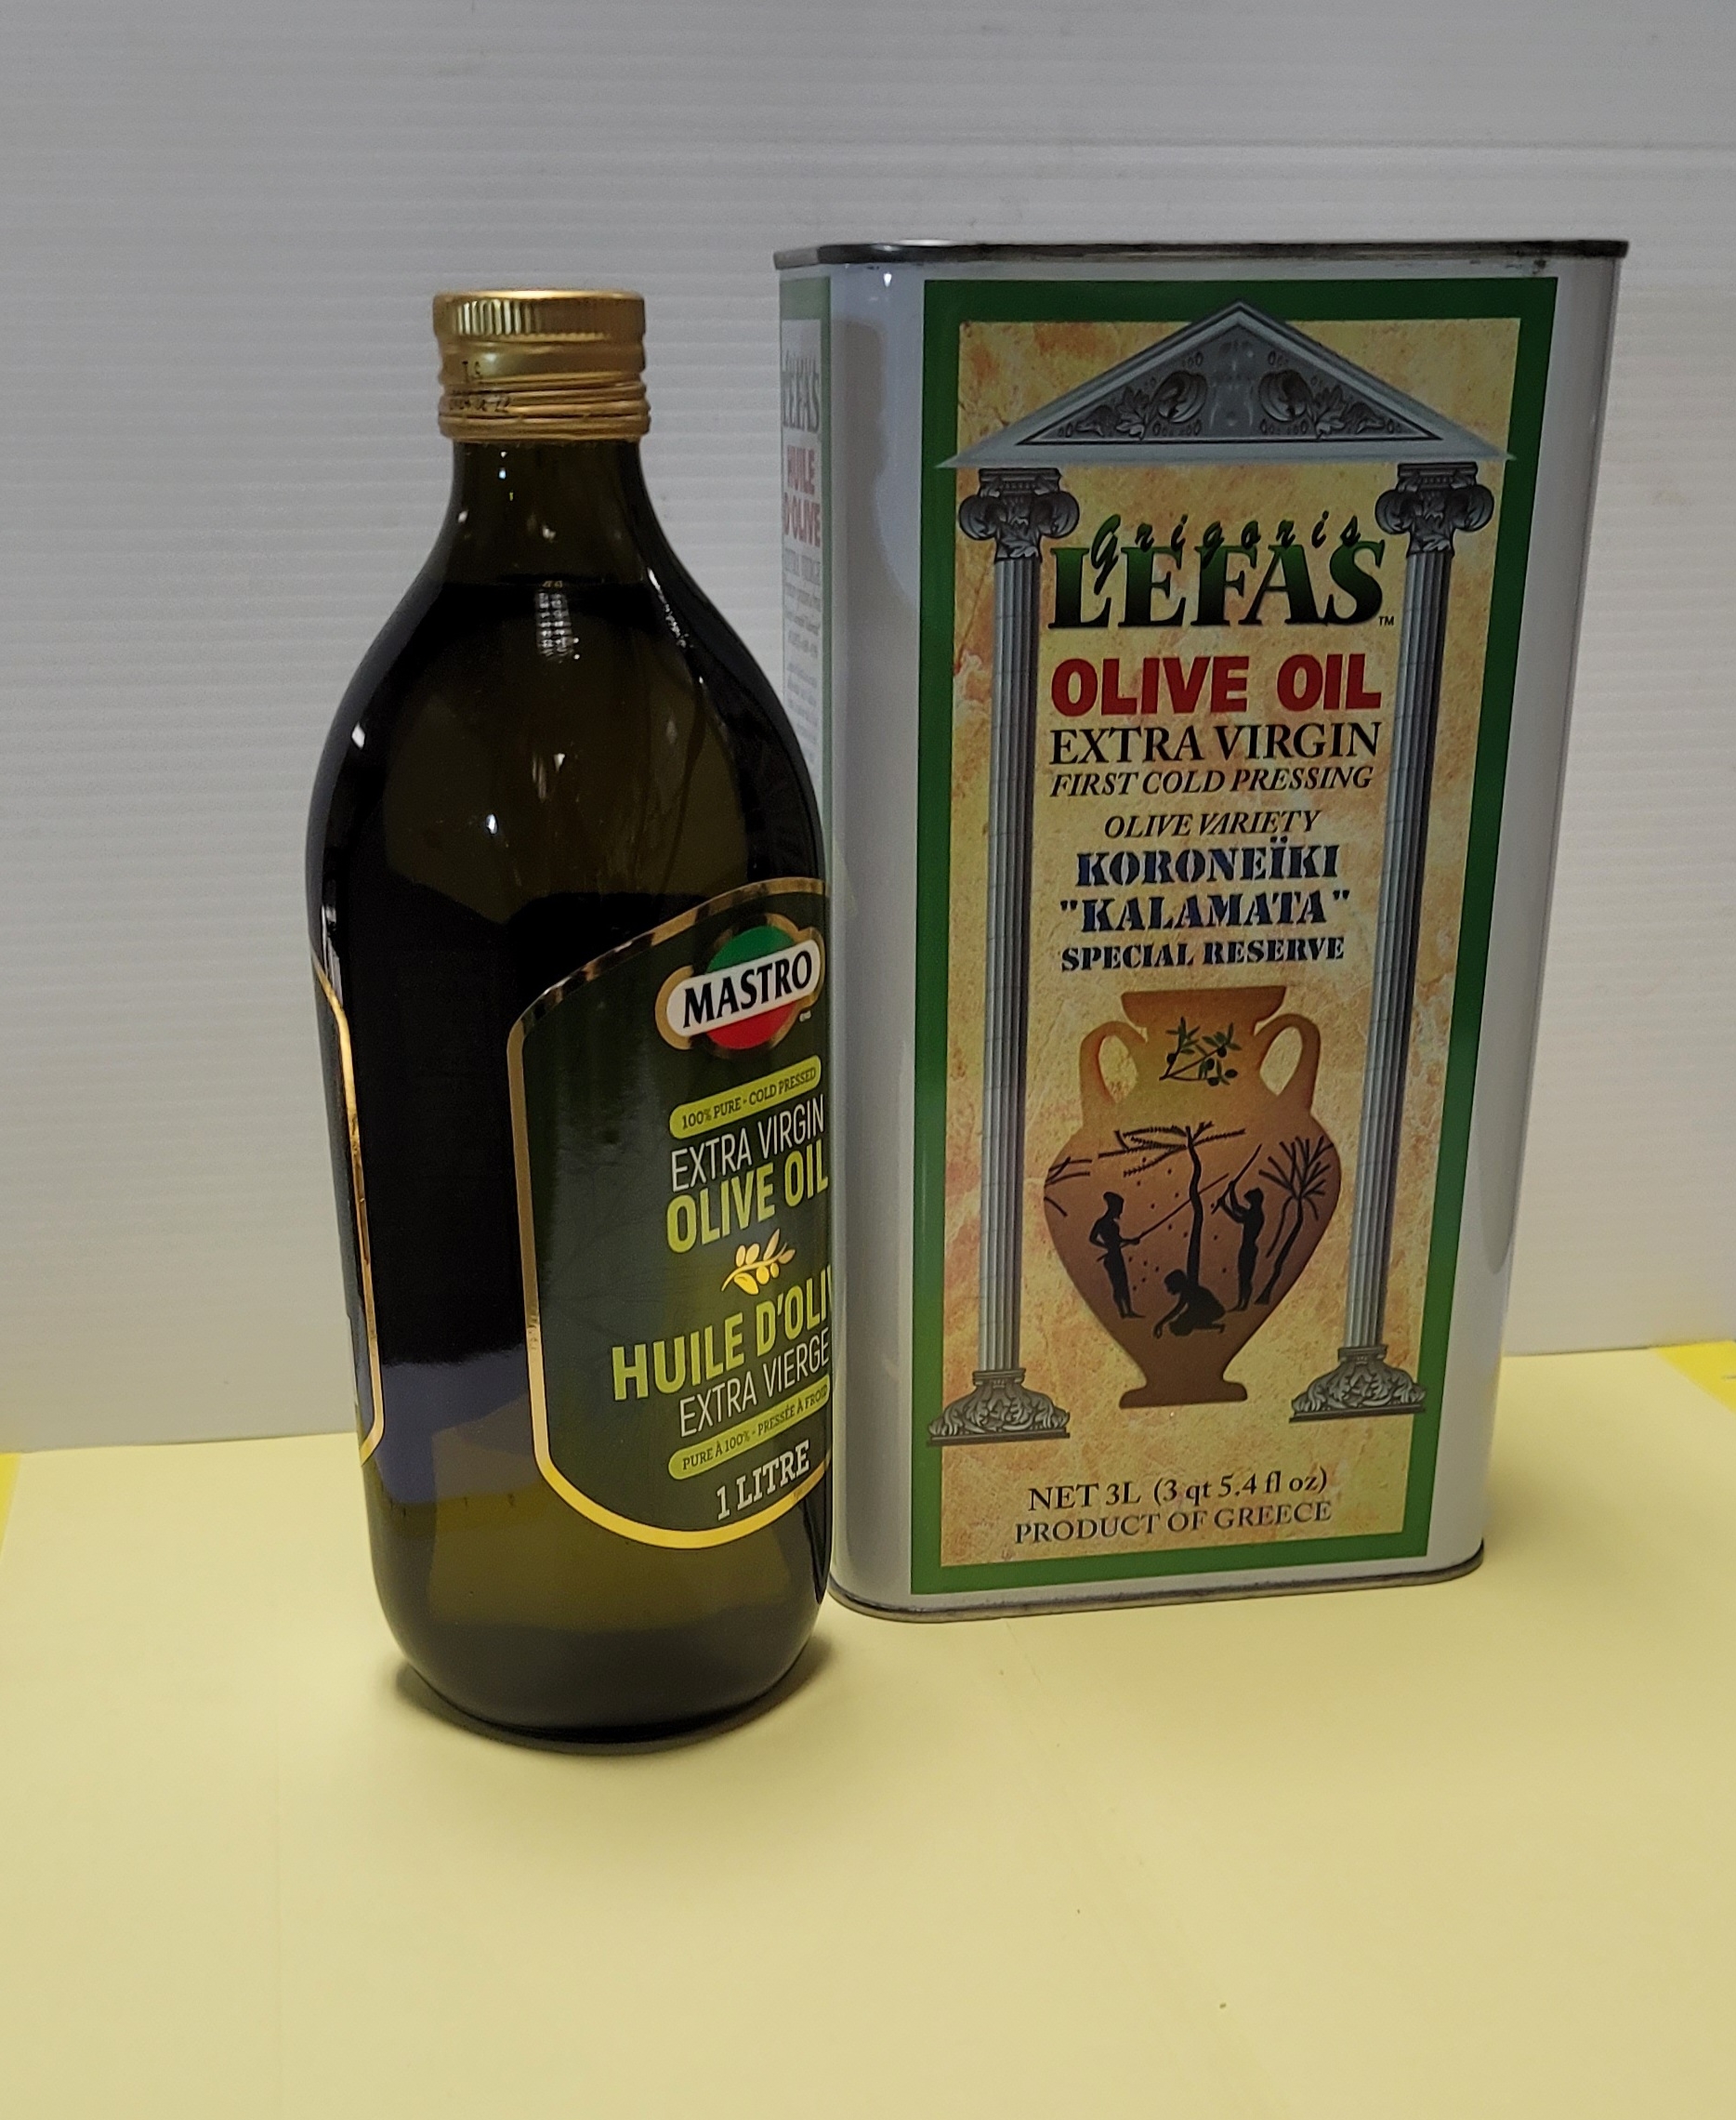 MASTRO
100% PURE - COLD PRESSED
EXTRA VIRGIN
OLIVE OIL
HUILE D'OLIV
EXTRA VIERGE
PURE À 100% - PRESSÉE À FROID
1 LITRE
LEFAS
HUILE
D'OLIVE
Grigoris
LEFAS™
OLIVE OIL
EXTRA VIRGIN
FIRST COLD PRESSING
OLIVE VARIETY
KORONEÏKI
"KALAMATA"
SPECIAL RESERVE
NET 3L (3 qt 5.4 fl oz)
PRODUCT OF GREECE